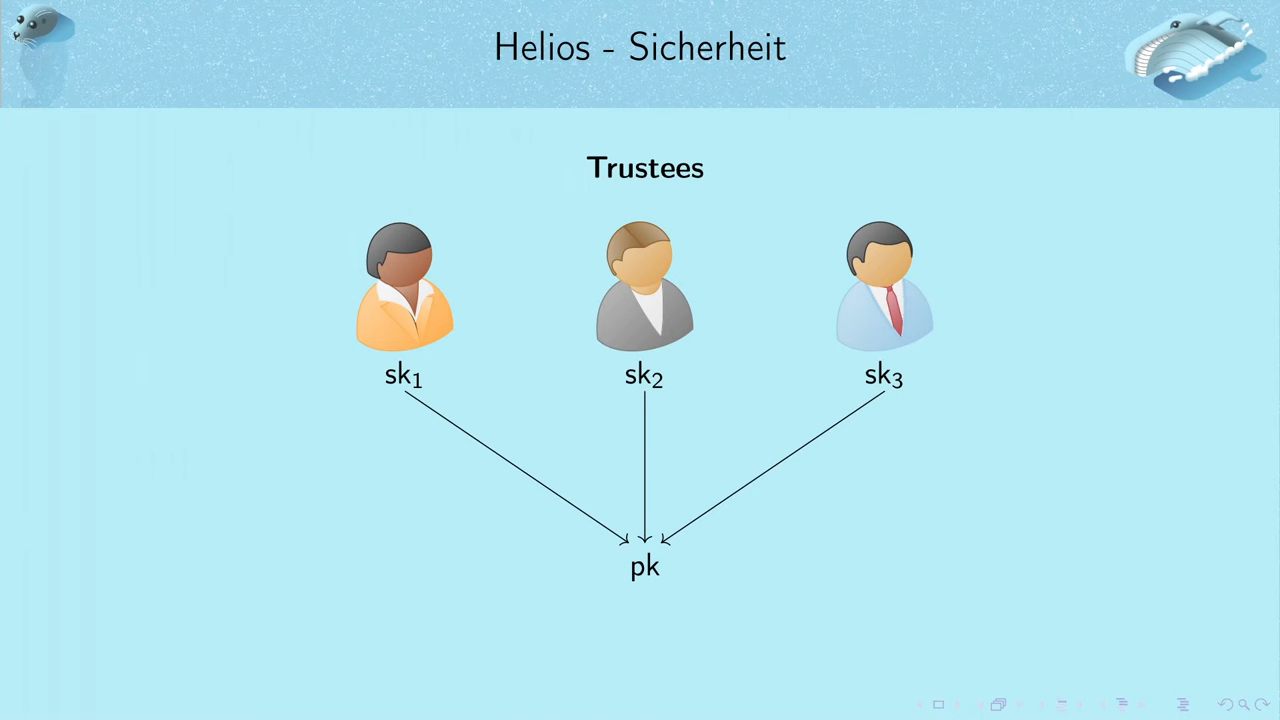 Helios - Sicherheit
Trustees
sk₁ sk₂ sk₃
pk